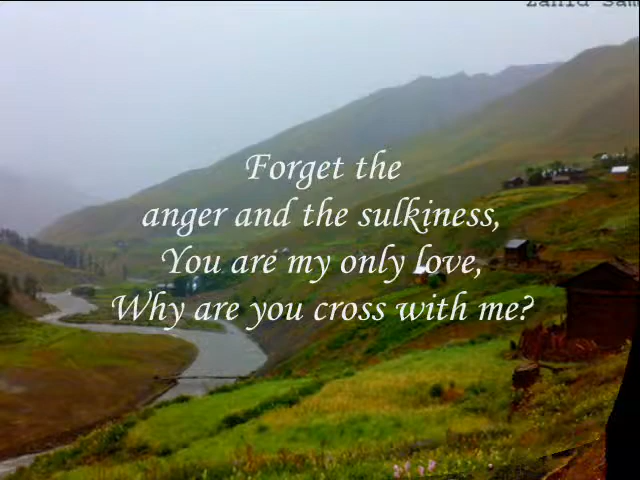 Forget the
anger and the sulkiness,
You are my only love,
Why are you cross with me?